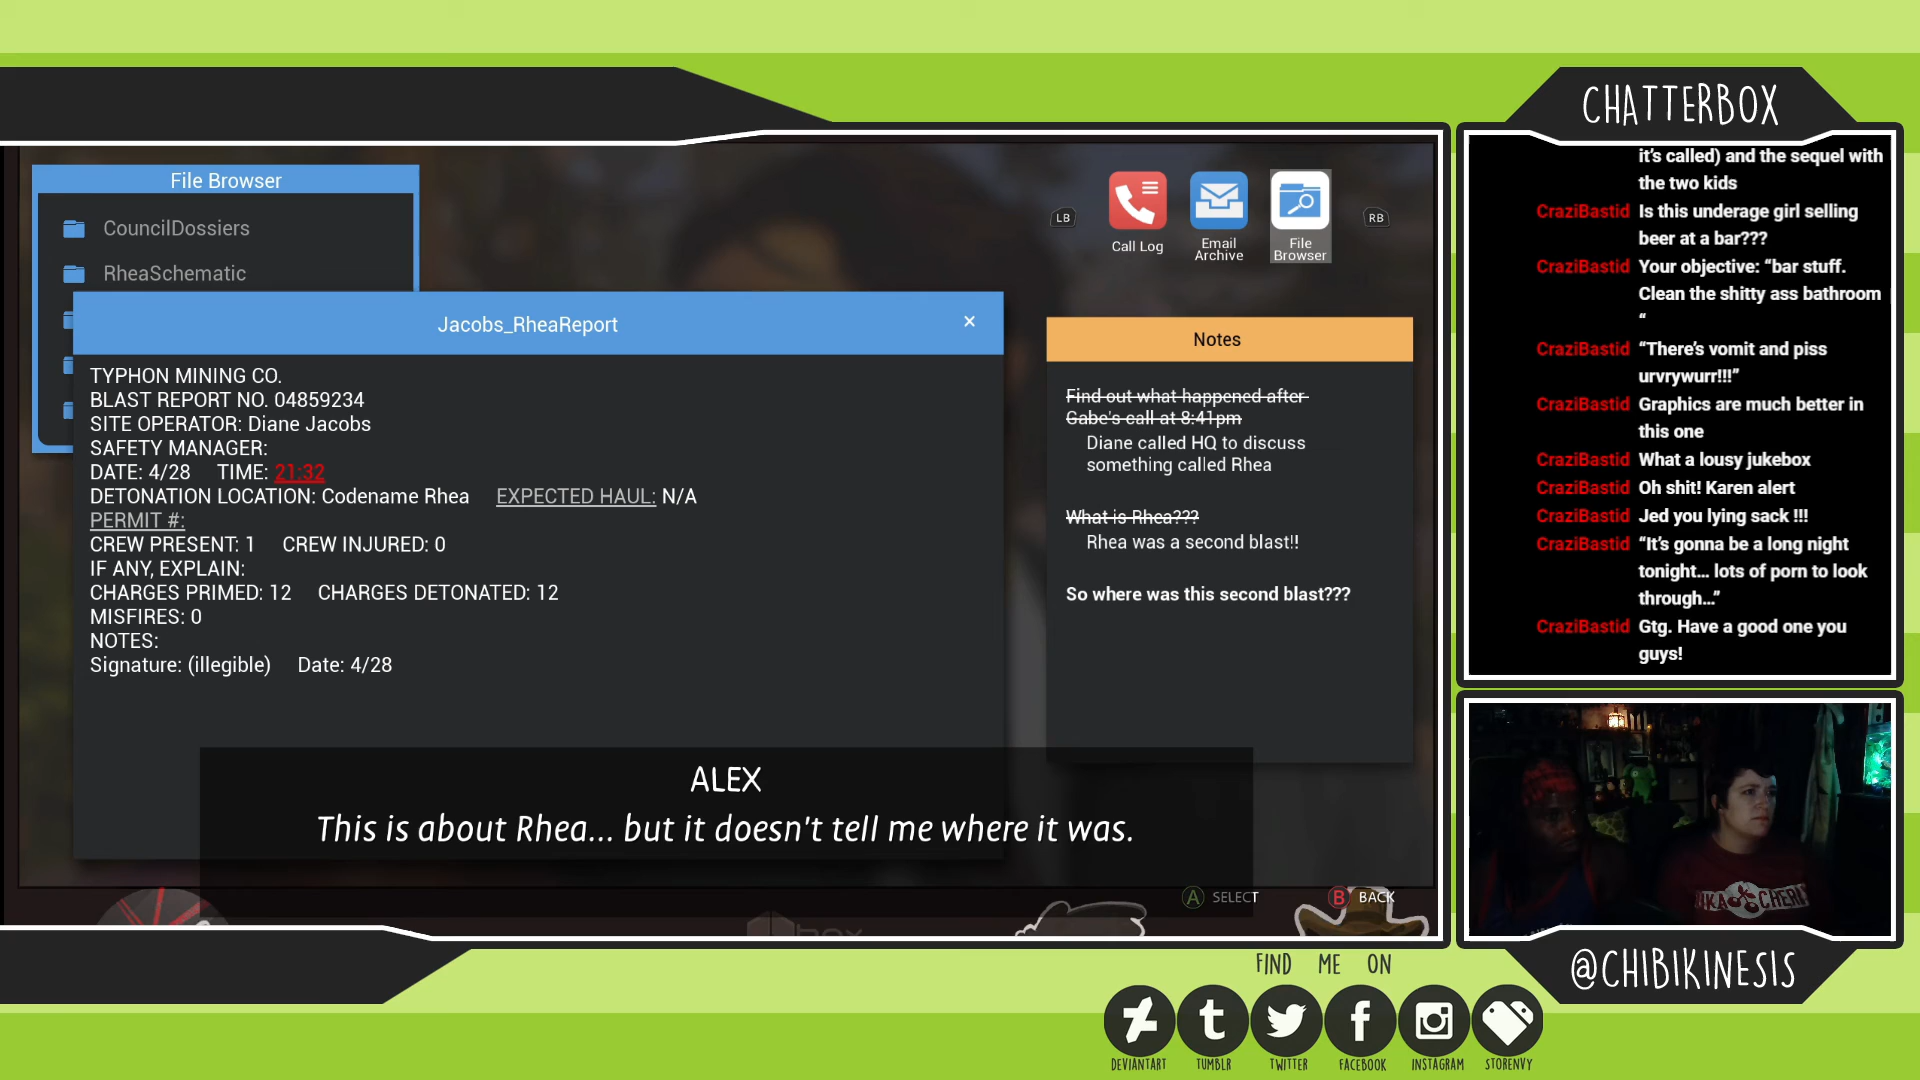 CHATTERBOX
File Browser
CouncilDossiers
RheaSchematic
LB
Call Log
Email
Archive
File
Browser
RB
Jacobs_RheaReport
×
TYPHON MINING CO.
BLAST REPORT NO. 04859234
SITE OPERATOR: Diane Jacobs
SAFETY MANAGER:
DATE: 4/28 TIME: 21:32
DETONATION LOCATION: Codename Rhea EXPECTED HAUL: N/A
PERMIT #:
CREW PRESENT: 1 CREW INJURED: 0
IF ANY, EXPLAIN:
CHARGES PRIMED: 12 CHARGES DETONATED: 12
MISFIRES: 0
NOTES:
Signature: (illegible) Date: 4/28
Notes
Find out what happened after
Gabe's call at 8:41pm
Diane called HQ to discuss
something called Rhea
What is Rhea???
Rhea was a second blast!!
So where was this second blast???
ALEX
This is about Rhea... but it doesn't tell me where it was.
A SELECT
B BACK
it's called) and the sequel with
the two kids
CraziBastid Is this underage girl selling
beer at a bar???
CraziBastid Your objective: “bar stuff.
Clean the shitty ass bathroom
“
CraziBastid “There's vomit and piss
urvrywurr!!!”
CraziBastid Graphics are much better in
this one
CraziBastid What a lousy jukebox
CraziBastid Oh shit! Karen alert
CraziBastid Jed you lying sack !!!
CraziBastid “It's gonna be a long night
tonight... lots of porn to look
through...”
CraziBastid Gtg. Have a good one you
guys!
@CHIBIKINESIS
FIND ME ON
DEVIANTART
TUMBLR
TWITTER
FACEBOOK
INSTAGRAM
STORENVY